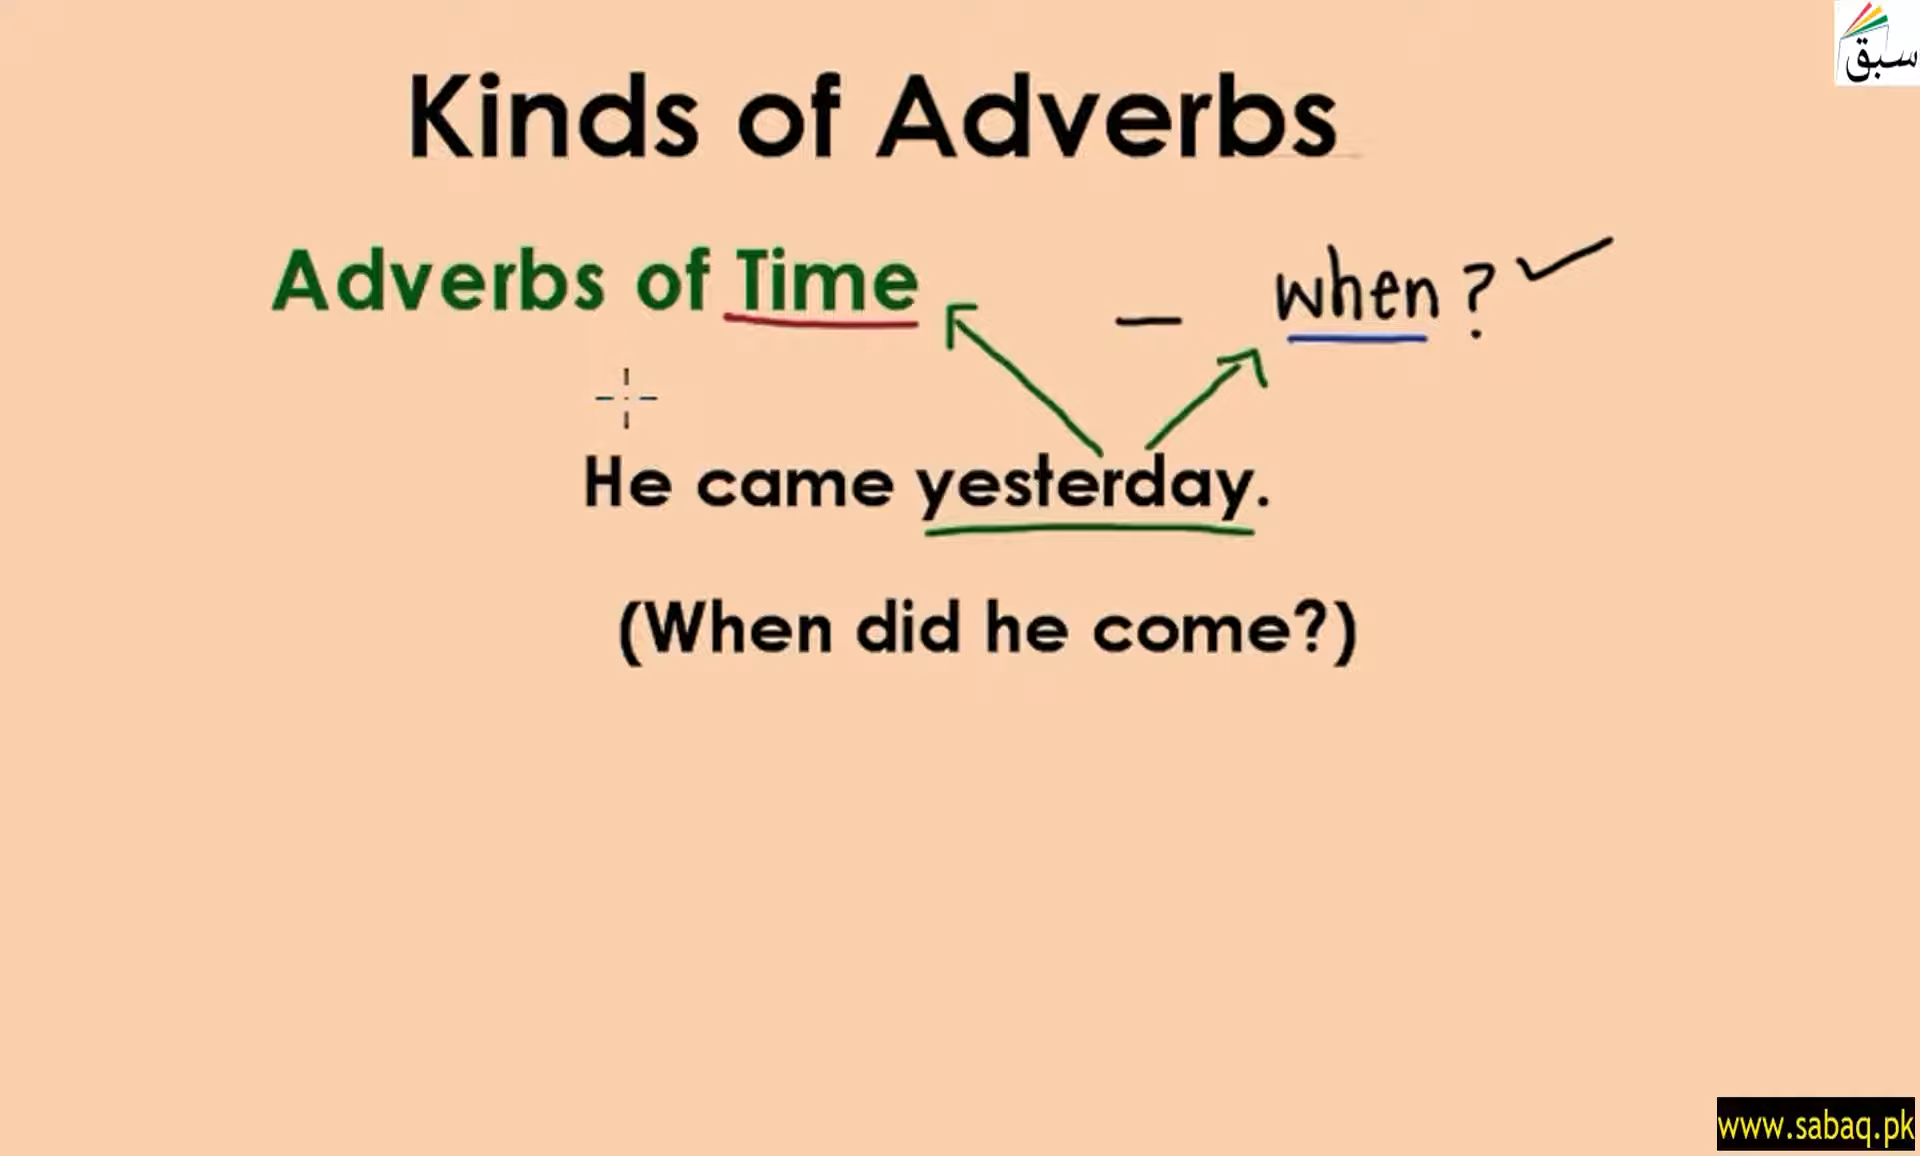 سبق
Kinds of Adverbs
Adverbs of Time – when? ✓
He came yesterday.
(When did he come?)
www.sabaq.pk